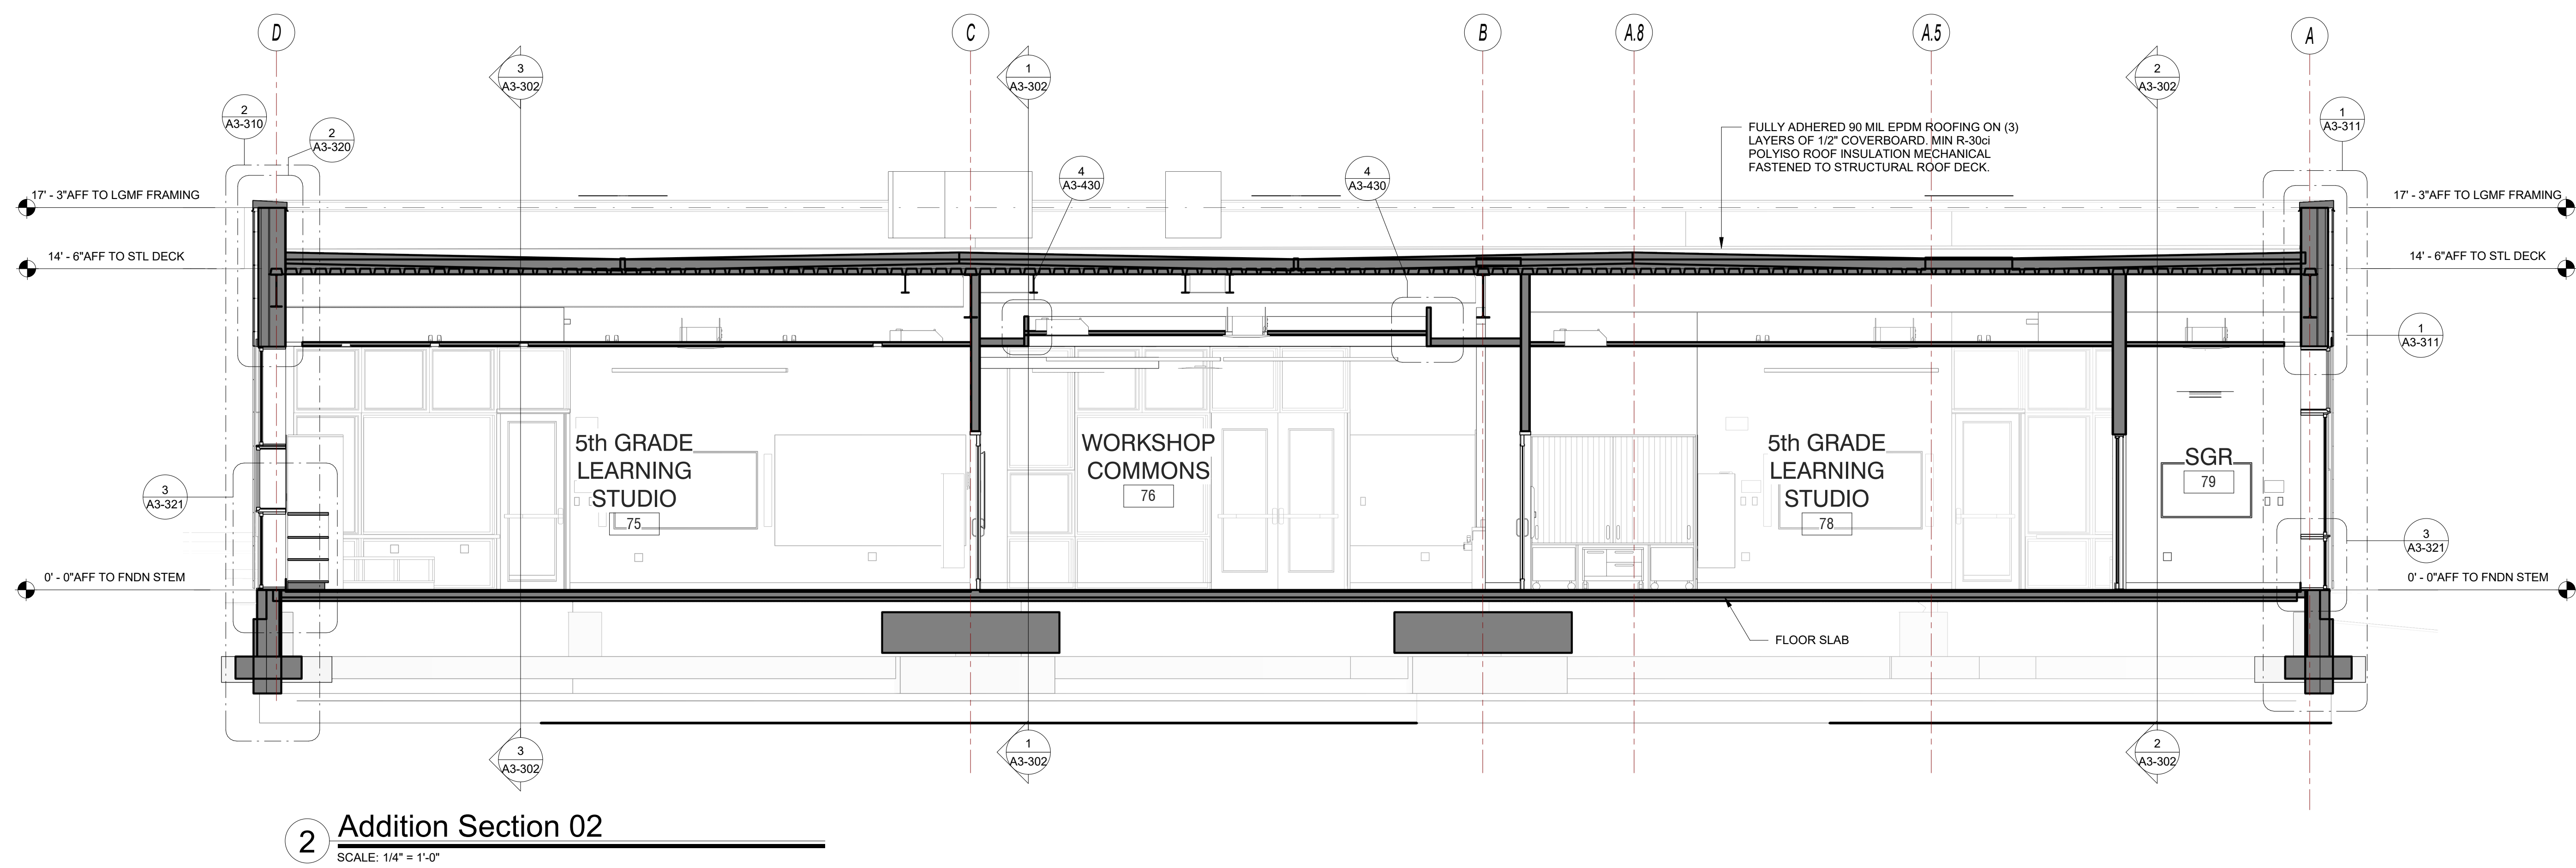 D
C
B
A.8
A.5
A
3
A3-302
1
A3-302
2
A3-302
2
A3-310
2
A3-320
1
A3-311
FULLY ADHERED 90 MIL EPDM ROOFING ON (3)
LAYERS OF 1/2" COVERBOARD. MIN R-30ci
POLYISO ROOF INSULATION MECHANICAL
FASTENED TO STRUCTURAL ROOF DECK.
4
A3-430
4
A3-430
17' - 3"AFF TO LGMF FRAMING
17' - 3"AFF TO LGMF FRAMING
14' - 6"AFF TO STL DECK
14' - 6"AFF TO STL DECK
1
A3-311
5th GRADE
LEARNING
STUDIO
75
WORKSHOP
COMMONS
76
5th GRADE
LEARNING
STUDIO
78
SGR
79
3
A3-321
3
A3-321
0' - 0"AFF TO FNDN STEM
0' - 0"AFF TO FNDN STEM
FLOOR SLAB
3
A3-302
1
A3-302
2
A3-302
2
Addition Section 02
SCALE: 1/4" = 1'-0"